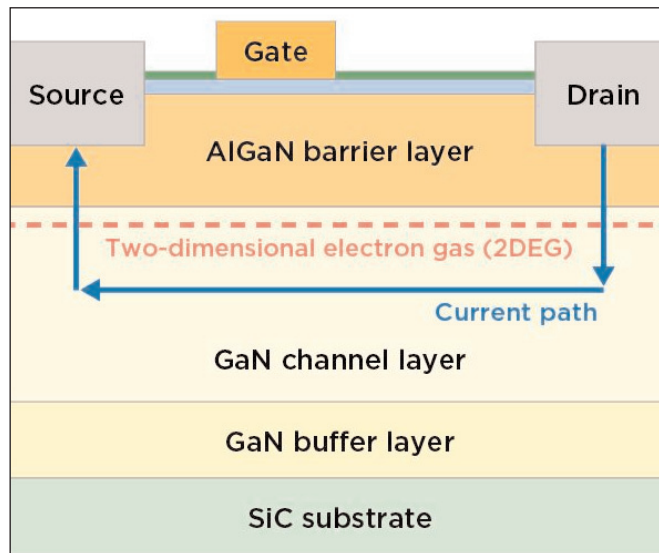 Gate
Source
Drain
AlGaN barrier layer
Two-dimensional electron gas (2DEG)
Current path
GaN channel layer
GaN buffer layer
SiC substrate